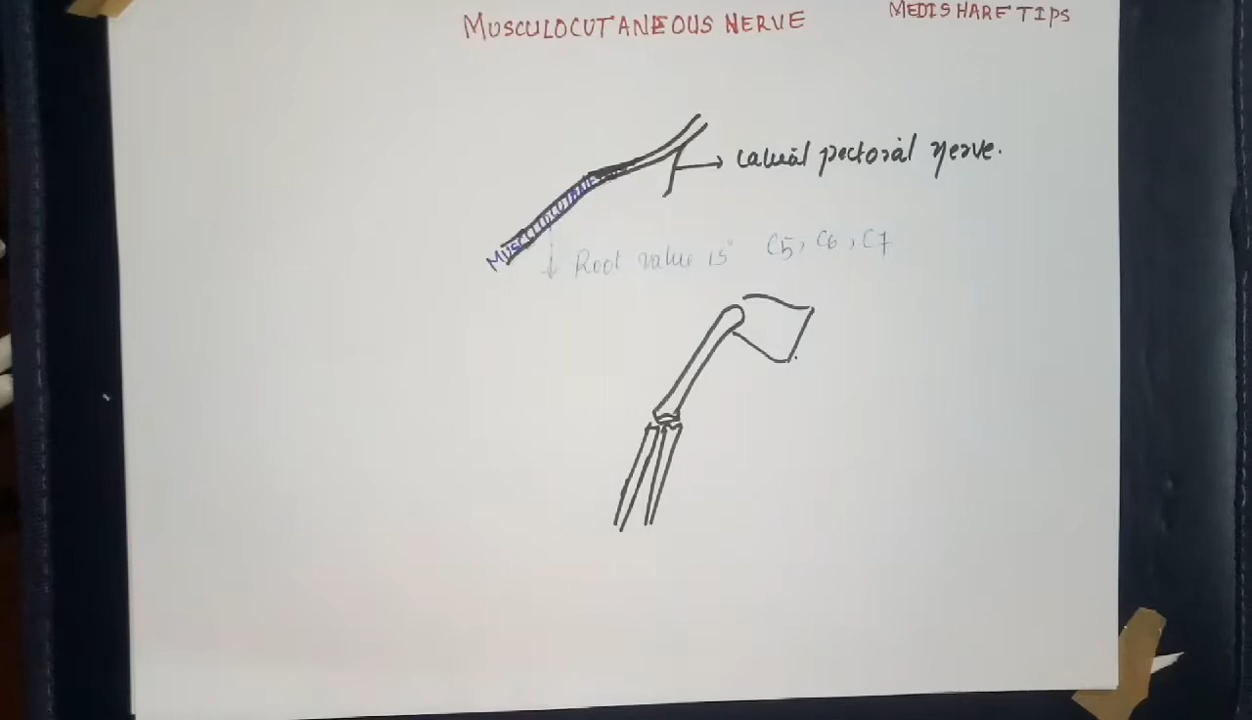 MUSCULOCUTANEOUS NERVE
MEDISHARE TIPS
Lateral pectoral nerve.
Root value is C5, C6, C7